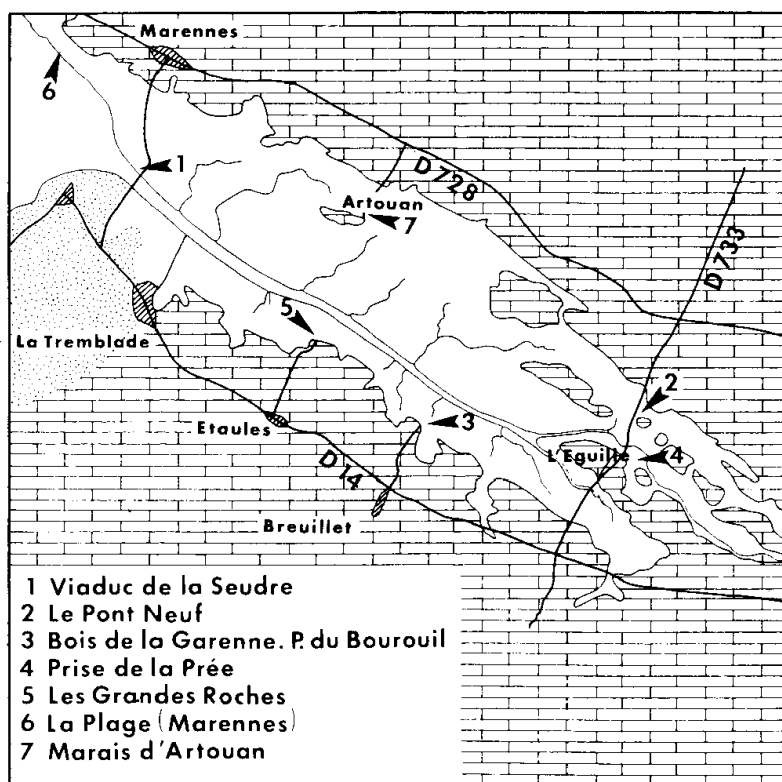 Marennes
6
1
D 728
Artouan
7
D 733
5
La Tremblade
2
Etaules
3
L'Eguille
4
D 14
Breuillet
1 Viaduc de la Seudre
2 Le Pont Neuf
3 Bois de la Garenne. P. du Bourouil
4 Prise de la Prée
5 Les Grandes Roches
6 La Plage (Marennes)
7 Marais d'Artouan